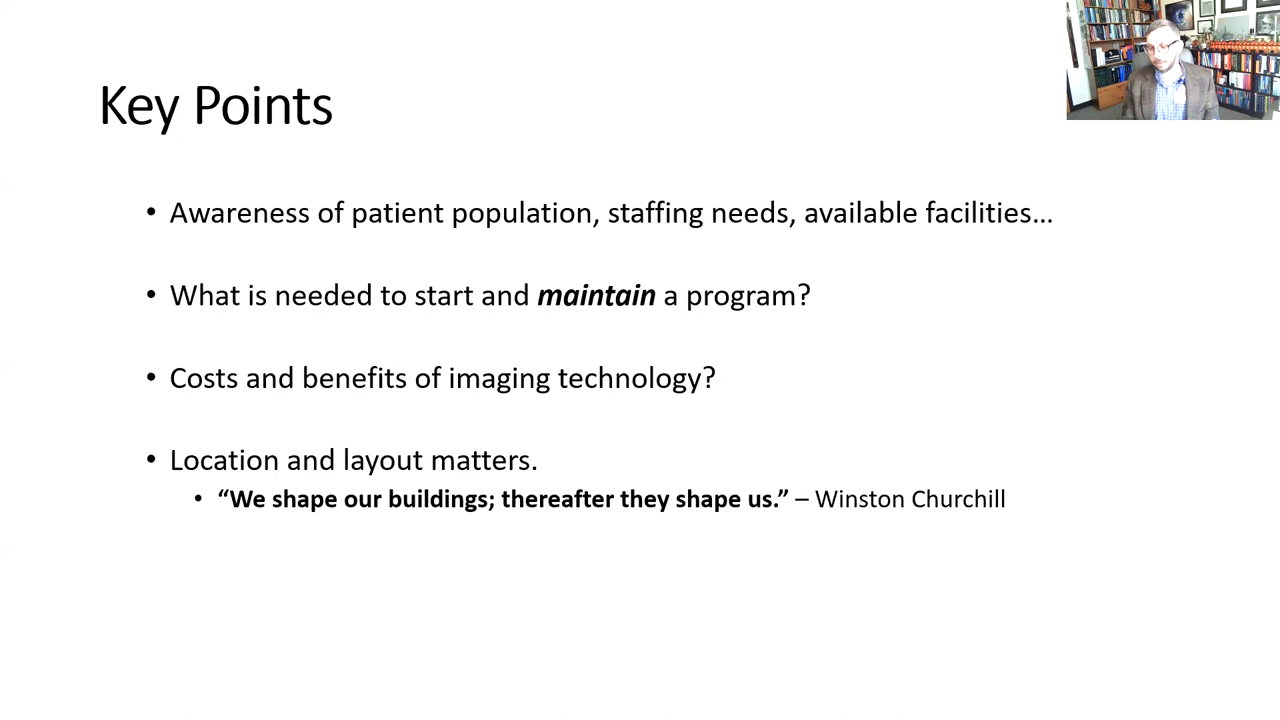 Key Points
• Awareness of patient population, staffing needs, available facilities…
• What is needed to start and maintain a program?
• Costs and benefits of imaging technology?
• Location and layout matters.
• “We shape our buildings; thereafter they shape us.” – Winston Churchill